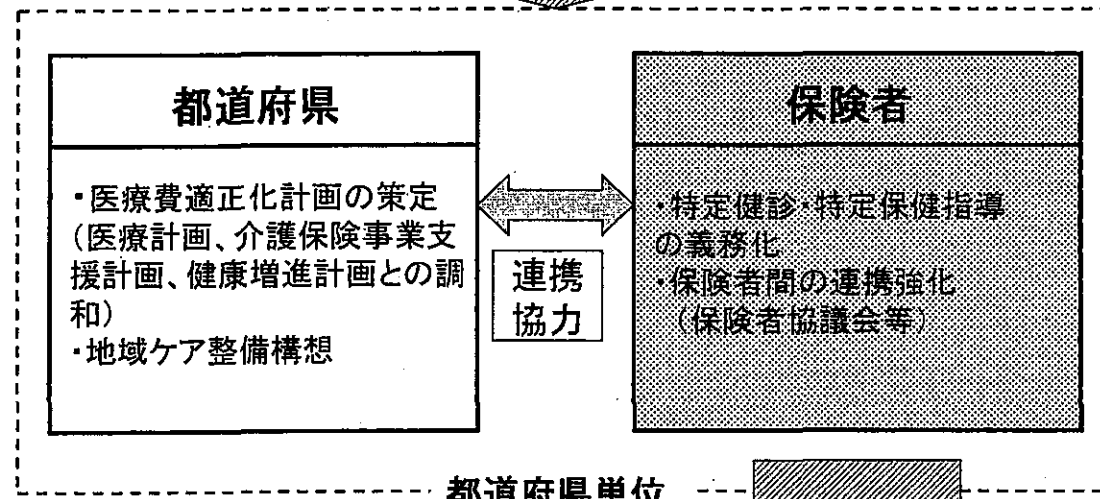 都道府県
・医療費適正化計画の策定
(医療計画、介護保険事業支
援計画、健康増進計画との調
和)
・地域ケア整備構想
連携
協力
保険者
・特定健診・特定保健指導
の義務化
・保険者間の連携強化
(保険者協議会等)
都道府県単位